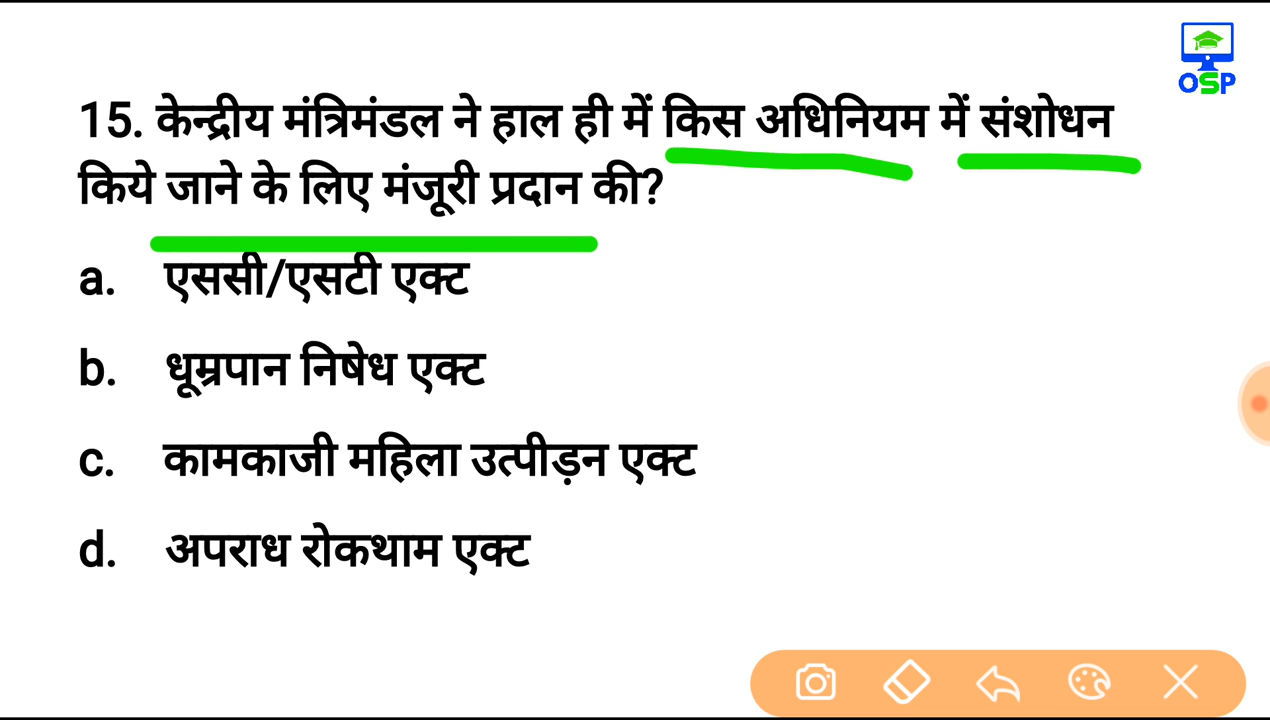 OSP
15. केन्द्रीय मंत्रिमंडल ने हाल ही में किस अधिनियम में संशोधन
किये जाने के लिए मंजूरी प्रदान की?
a. एससी/एसटी एक्ट
b. धूम्रपान निषेध एक्ट
c. कामकाजी महिला उत्पीड़न एक्ट
d. अपराध रोकथाम एक्ट